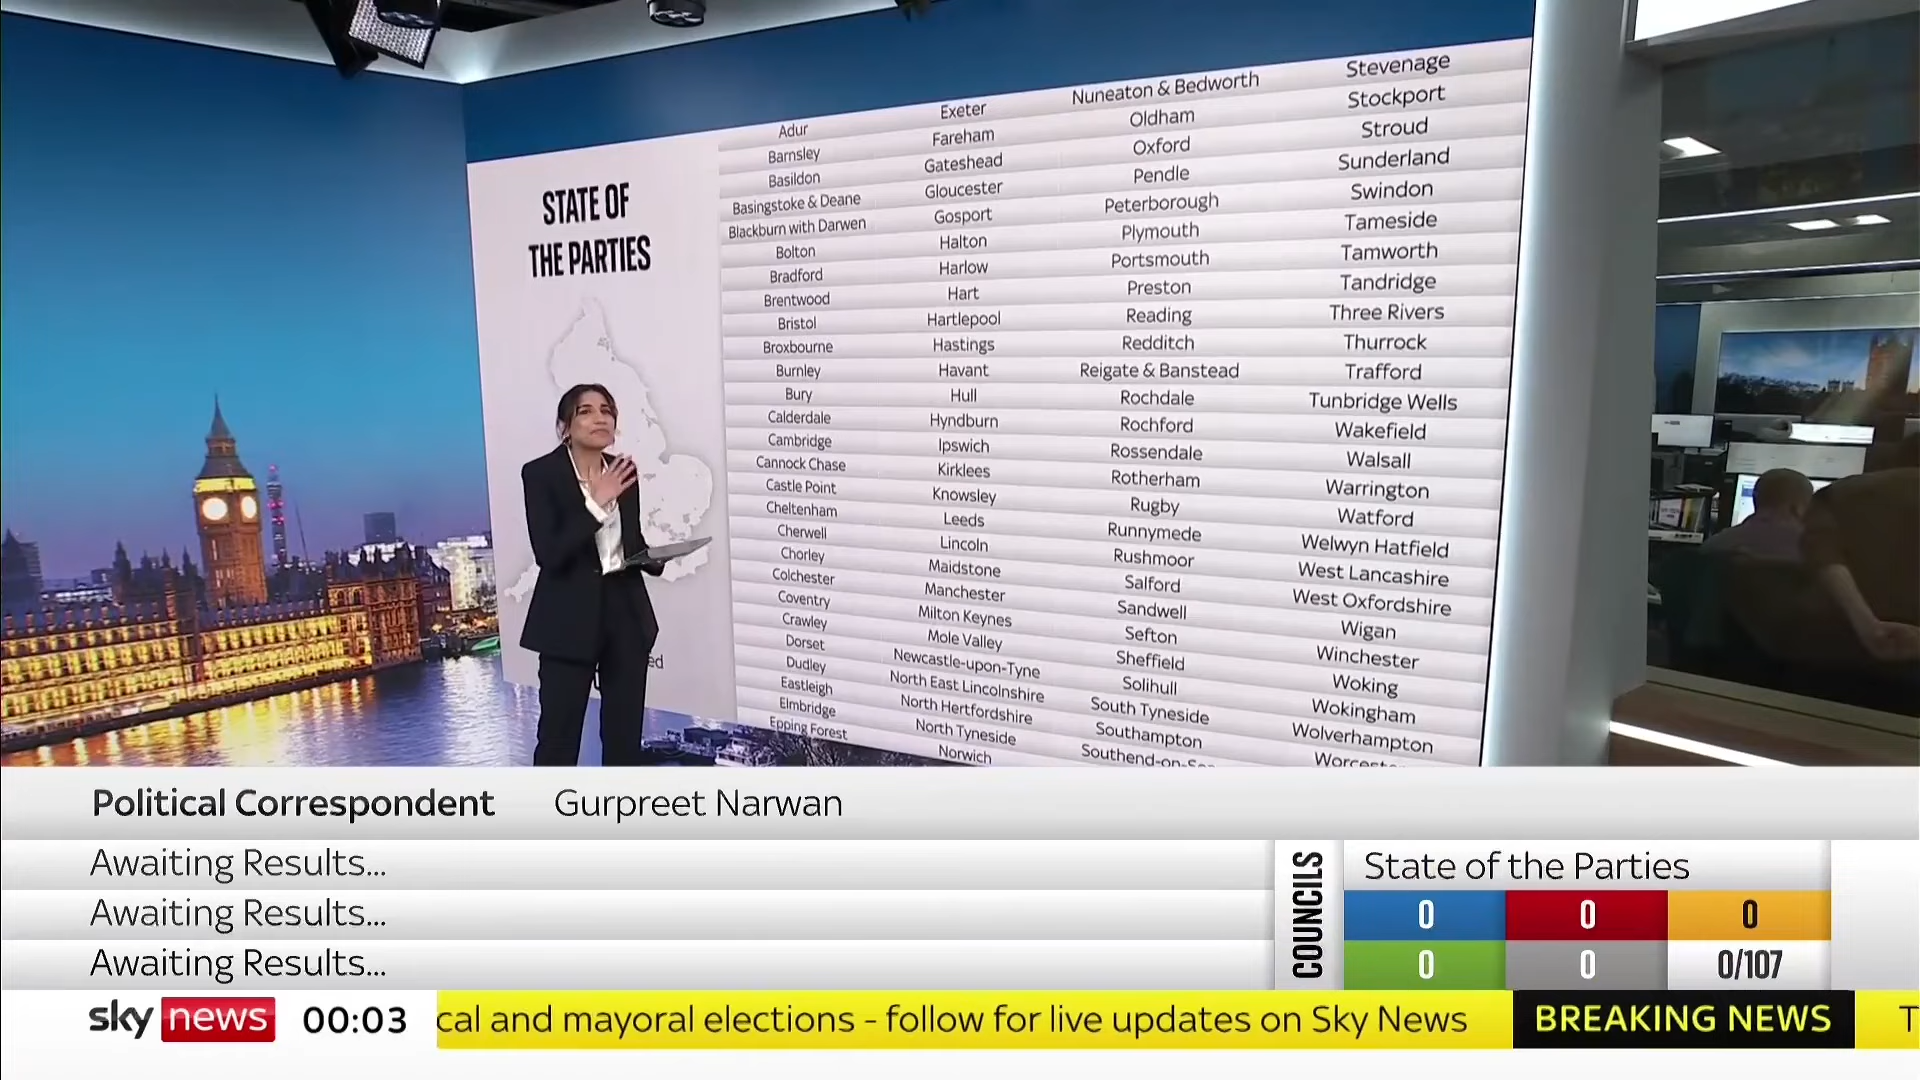 STATE OF
THE PARTIES
Adur
Barnsley
Basildon
Basingstoke & Deane
Blackburn with Darwen
Bolton
Bradford
Brentwood
Bristol
Broxbourne
Burnley
Bury
Calderdale
Cambridge
Cannock Chase
Castle Point
Cheltenham
Cherwell
Chorley
Colchester
Coventry
Crawley
Dorset
Dudley
Eastleigh
Elmbridge
Epping Forest
Exeter
Fareham
Gateshead
Gloucester
Gosport
Halton
Harlow
Hart
Hartlepool
Hastings
Havant
Hull
Hyndburn
Ipswich
Kirklees
Knowsley
Leeds
Lincoln
Maidstone
Manchester
Milton Keynes
Mole Valley
Newcastle-upon-Tyne
North East Lincolnshire
North Hertfordshire
North Tyneside
Norwich
Nuneaton & Bedworth
Oldham
Oxford
Pendle
Peterborough
Plymouth
Portsmouth
Preston
Reading
Redditch
Reigate & Banstead
Rochdale
Rochford
Rossendale
Rotherham
Rugby
Runnymede
Rushmoor
Salford
Sandwell
Sefton
Sheffield
Solihull
South Tyneside
Southampton
Stevenage
Stockport
Stroud
Sunderland
Swindon
Tameside
Tamworth
Tandridge
Three Rivers
Thurrock
Trafford
Tunbridge Wells
Wakefield
Walsall
Warrington
Watford
Welwyn Hatfield
West Lancashire
West Oxfordshire
Wigan
Winchester
Woking
Wokingham
Wolverhampton
Political Correspondent Gurpreet Narwan
Awaiting Results...
Awaiting Results...
Awaiting Results...
COUNCILS
State of the Parties
0 0 0
0 0 0/107
sky news 00:03 cal and mayoral elections - follow for live updates on Sky News BREAKING NEWS T